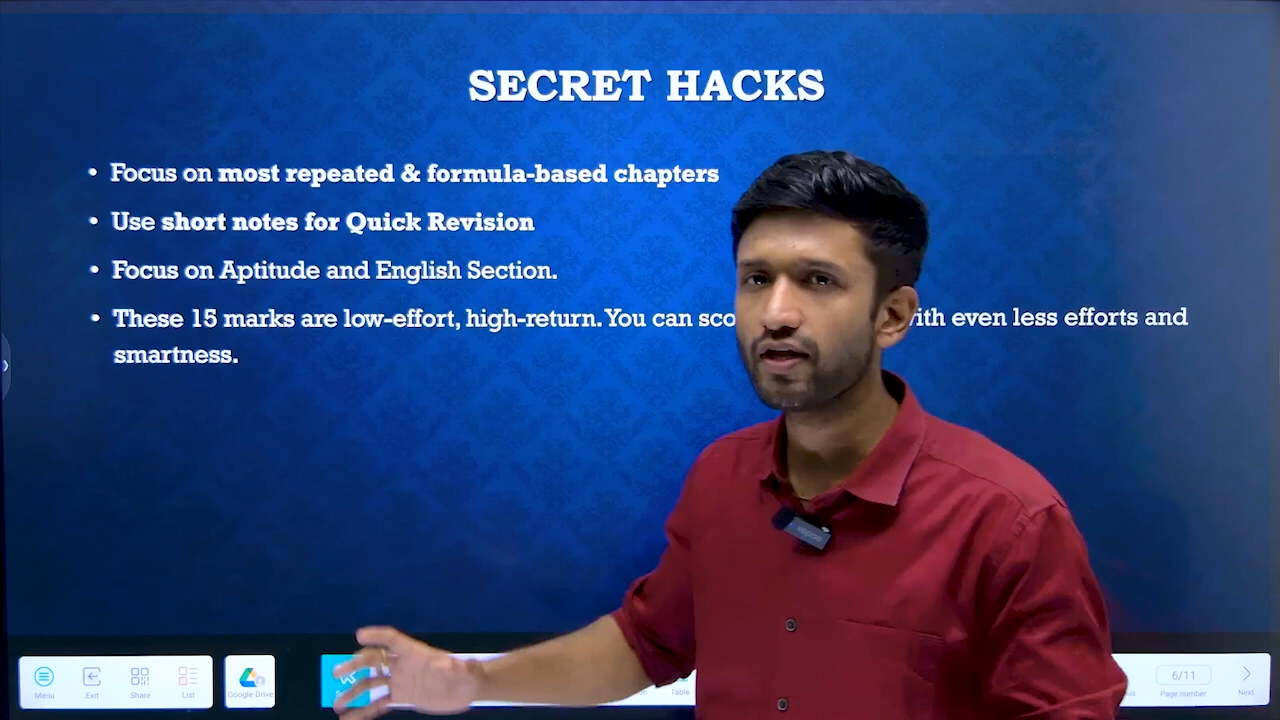 SECRET HACKS
• Focus on most repeated & formula-based chapters
• Use short notes for Quick Revision
• Focus on Aptitude and English Section.
• These 15 marks are low-effort, high-return. You can sco ith even less efforts and
smartness.
Menu Exit Share List Google Drive Table 6/11 Page number Next